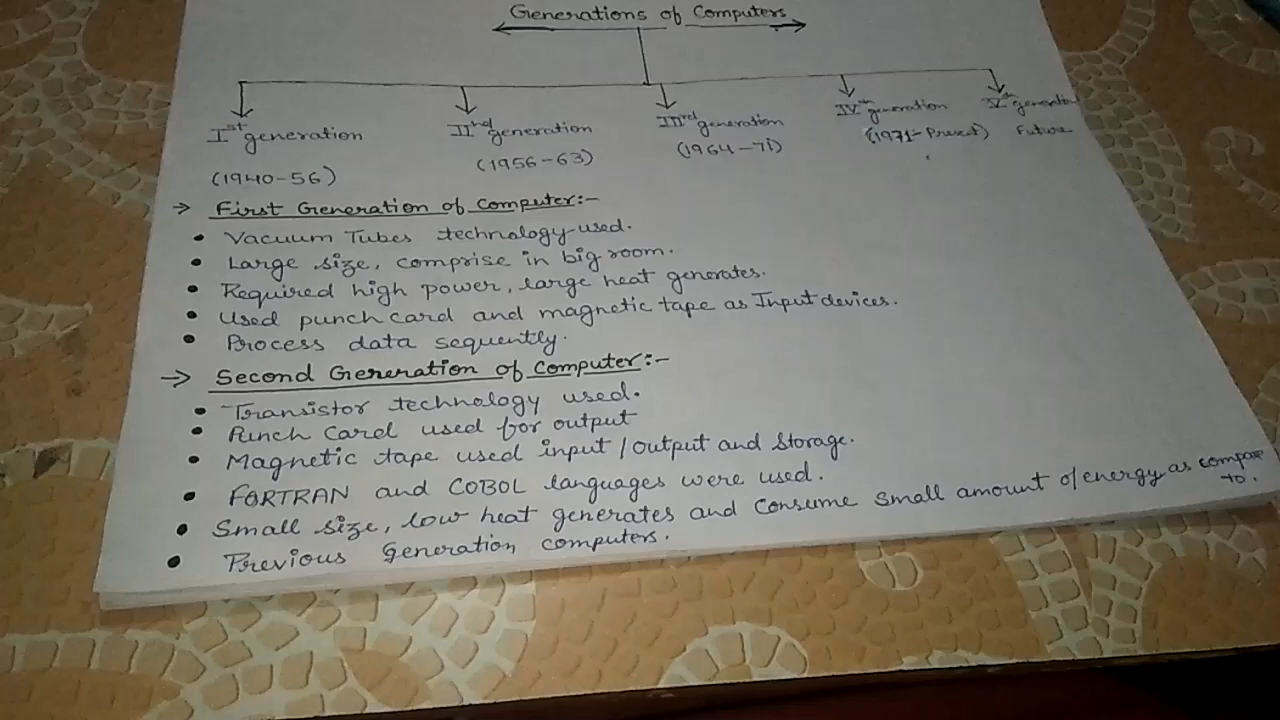 Generations of Computers
Ist generation
IInd generation
IIIrd generation
IVth generation
Vth generation
(1940-56)
(1956-63)
(1964-71)
(1971-Present)
Future
→ First Generation of Computer:-
• Vacuum Tubes technology used.
• Large size, comprise in big room.
• Required high power, large heat generates.
• Used punch card and magnetic tape as Input devices.
• Process data sequently.
→ Second Generation of Computer:-
• Transistor technology used.
• Punch Card used for output
• Magnetic tape used input/output and Storage.
• FORTRAN and COBOL languages were used.
• Small size, low heat generates and Consume small amount of energy as compare to.
• Previous generation computers.